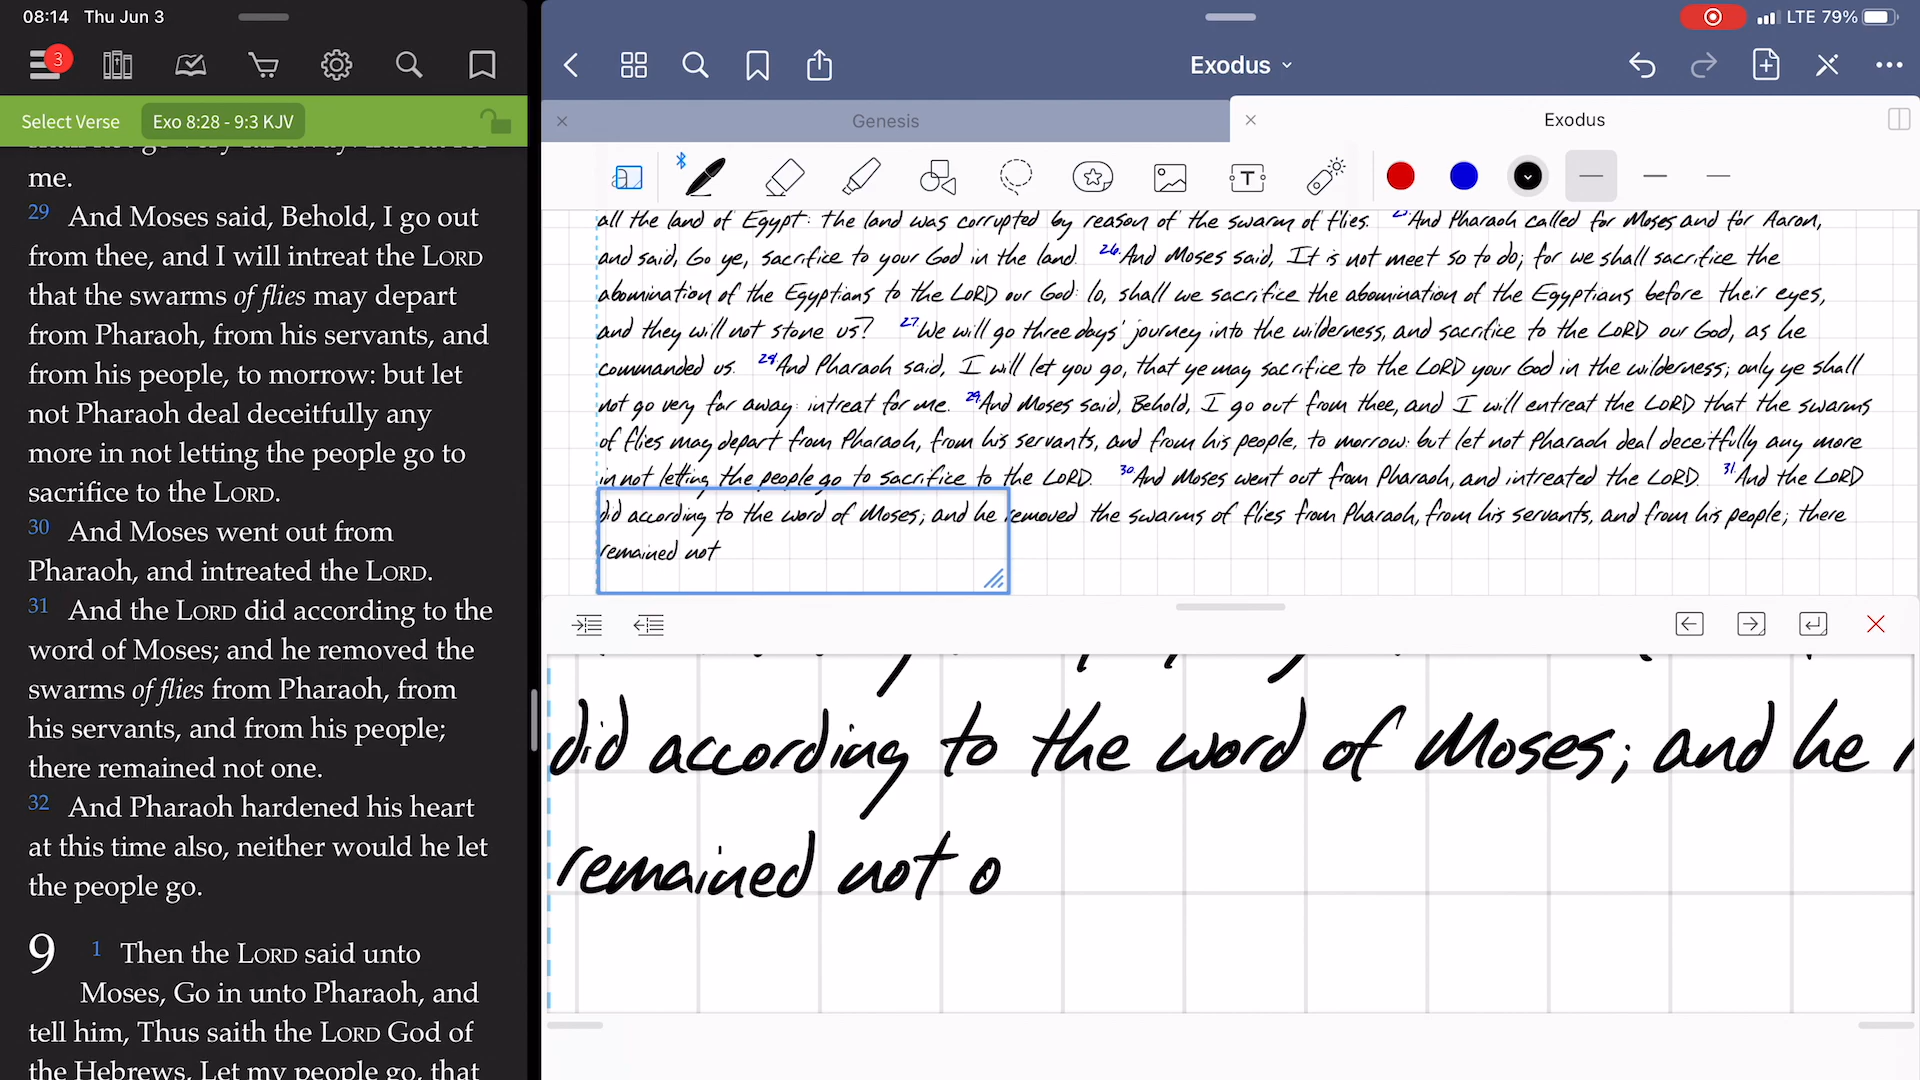 08:14 Thu Jun 3
3
Select Verse Exo 8:28 - 9:3 KJV
me.
29 And Moses said, Behold, I go out
from thee, and I will intreat the LORD
that the swarms of flies may depart
from Pharaoh, from his servants, and
from his people, to morrow: but let
not Pharaoh deal deceitfully any
more in not letting the people go to
sacrifice to the LORD.
30 And Moses went out from
Pharaoh, and intreated the LORD.
31 And the LORD did according to the
word of Moses; and he removed the
swarms of flies from Pharaoh, from
his servants, and from his people;
there remained not one.
32 And Pharaoh hardened his heart
at this time also, neither would he let
the people go.
9 1 Then the LORD said unto
Moses, Go in unto Pharaoh, and
tell him, Thus saith the LORD God of
the Hebrews, Let my people go, that
LTE 79%
Exodus
Genesis
Exodus
all the land of Egypt: the land was corrupted by reason of the swarm of flies. 25. And Pharaoh called for Moses and for Aaron,
and said, Go ye, sacrifice to your God in the land. 26. And Moses said, It is not meet so to do; for we shall sacrifice the
abomination of the Egyptians to the LORD our God: lo, shall we sacrifice the abomination of the Egyptians before their eyes,
and they will not stone us? 27. We will go three days' journey into the wilderness, and sacrifice to the LORD our God, as he
commanded us. 28. And Pharaoh said, I will let you go, that ye may sacrifice to the LORD your God in the wilderness; only ye shall
not go very far away: intreat for me. 29. And Moses said, Behold, I go out from thee, and I will entreat the LORD that the swarms
of flies may depart from Pharaoh, from his servants, and from his people, to morrow: but let not Pharaoh deal deceitfully any more
in not letting the people go to sacrifice to the LORD. 30. And Moses went out from Pharaoh, and intreated the LORD. 31. And the LORD
did according to the word of Moses; and he removed the swarms of flies from Pharaoh, from his servants, and from his people; there
remained not
did according to the word of Moses; and he
remained not o